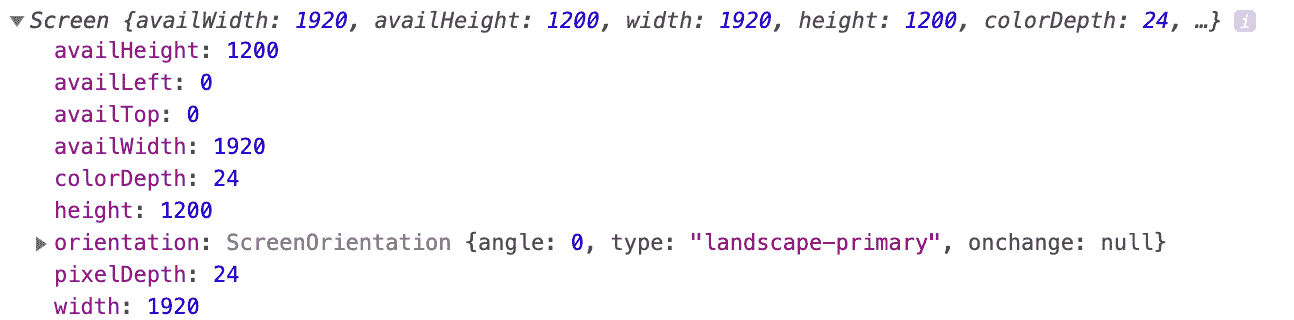 Screen {availWidth: 1920, availHeight: 1200, width: 1920, height: 1200, colorDepth: 24, …} i
availHeight: 1200
availLeft: 0
availTop: 0
availWidth: 1920
colorDepth: 24
height: 1200
orientation: ScreenOrientation {angle: 0, type: "landscape-primary", onchange: null}
pixelDepth: 24
width: 1920